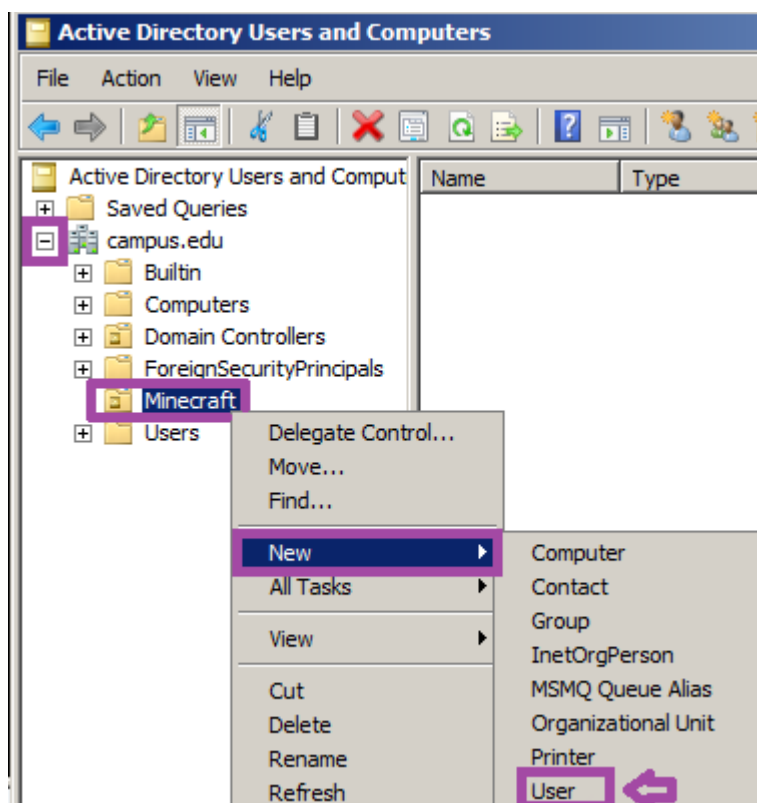 Active Directory Users and Computers
File Action View Help
Active Directory Users and Comput
Name Type
Saved Queries
campus.edu
Builtin
Computers
Domain Controllers
ForeignSecurityPrincipals
Minecraft
Users
Delegate Control...
Move...
Find...
New
All Tasks
View
Cut
Delete
Rename
Refresh
Computer
Contact
Group
InetOrgPerson
MSMQ Queue Alias
Organizational Unit
Printer
User